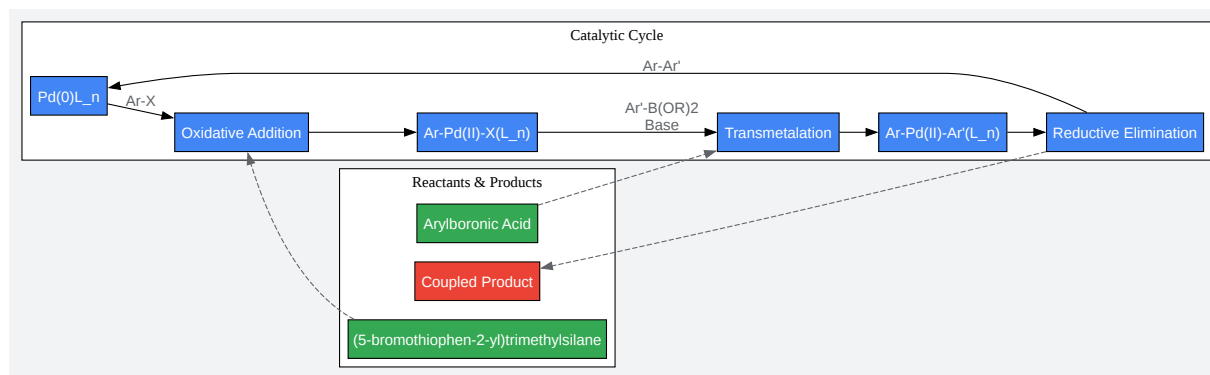 Catalytic Cycle
Ar-Ar'
Pd(0)L_n
Ar-X
Oxidative Addition
Ar-Pd(II)-X(L_n)
Ar'-B(OR)2
Base
Transmetalation
Ar-Pd(II)-Ar'(L_n)
Reductive Elimination
Reactants & Products
Arylboronic Acid
Coupled Product
(5-bromothiophen-2-yl)trimethylsilane